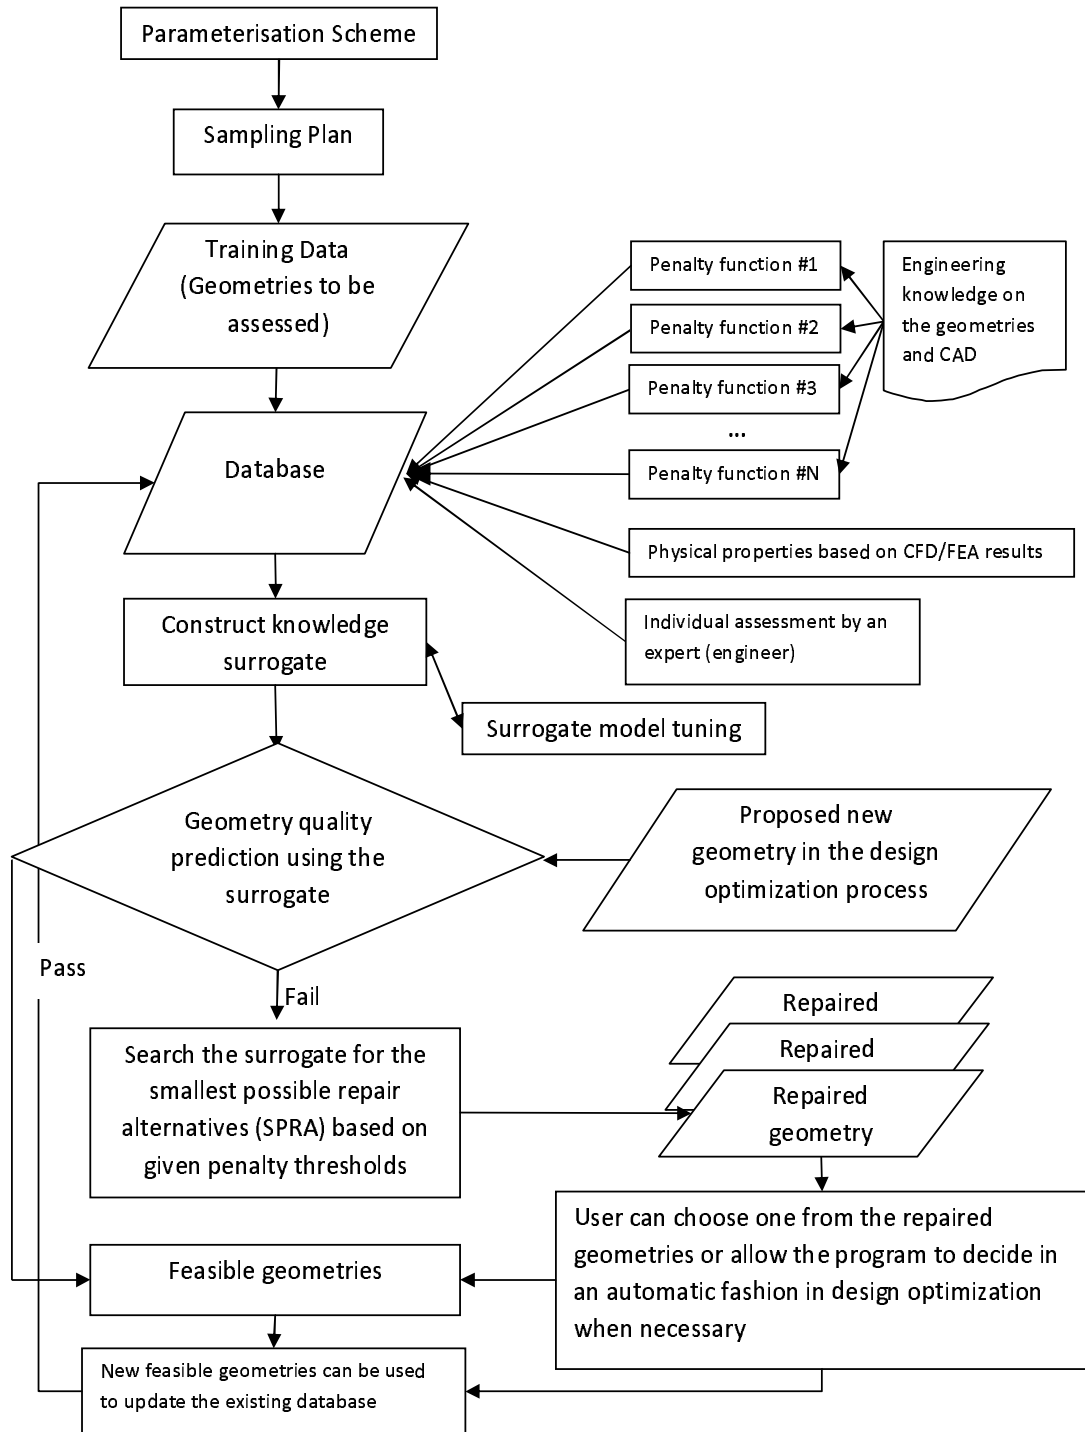 Parameterisation Scheme
Sampling Plan
Training Data
(Geometries to be
assessed)
Penalty function #1
Penalty function #2
Penalty function #3
...
Penalty function #N
Engineering
knowledge on
the geometries
and CAD
Database
Physical properties based on CFD/FEA results
Individual assessment by an
expert (engineer)
Construct knowledge
surrogate
Surrogate model tuning
Geometry quality
prediction using the
surrogate
Proposed new
geometry in the design
optimization process
Pass
Fail
Search the surrogate for the
smallest possible repair
alternatives (SPRA) based on
given penalty thresholds
Repaired
Repaired
Repaired
geometry
User can choose one from the repaired
geometries or allow the program to decide in
an automatic fashion in design optimization
when necessary
Feasible geometries
New feasible geometries can be used
to update the existing database